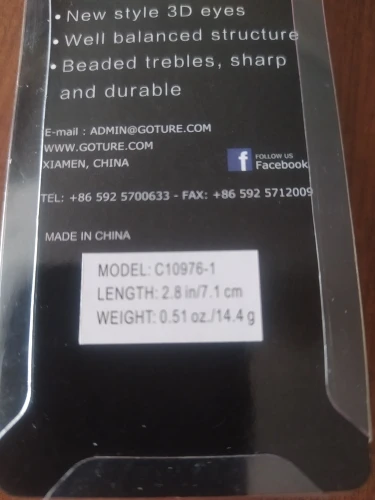 • New style 3D eyes
• Well balanced structure
• Beaded trebles, sharp
and durable
E-mail : ADMIN@GOTURE.COM
WWW.GOTURE.COM
XIAMEN, CHINA
f FOLLOW US
Facebook
TEL: +86 592 5700633 - FAX: +86 592 5712009
MADE IN CHINA
MODEL: C10976-1
LENGTH: 2.8 in/7.1 cm
WEIGHT: 0.51 oz./14.4 g